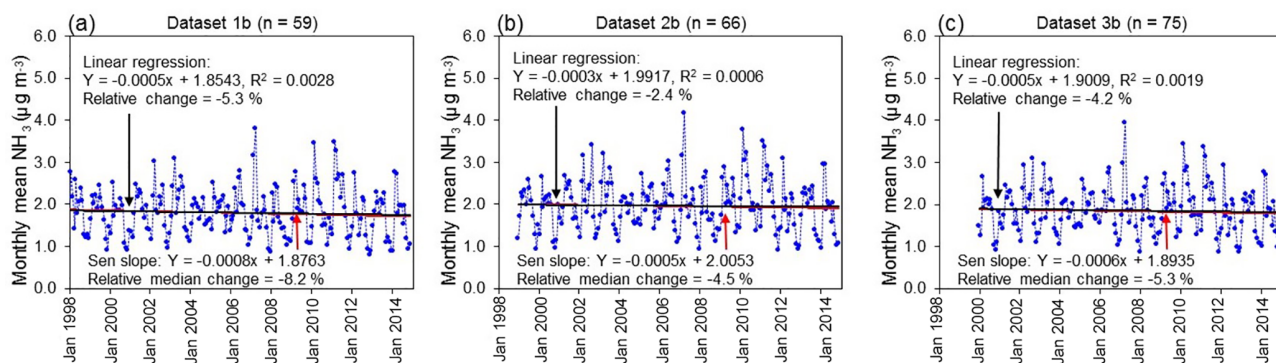 (a) Dataset 1b (n = 59)
Monthly mean NH₃ (µg m⁻³)
6.0
5.0
4.0
3.0
2.0
1.0
0.0
Linear regression:
Y = -0.0005x + 1.8543, R² = 0.0028
Relative change = -5.3 %
Sen slope: Y = -0.0008x + 1.8763
Relative median change = -8.2 %
Jan 1998
Jan 2000
Jan 2002
Jan 2004
Jan 2006
Jan 2008
Jan 2010
Jan 2012
Jan 2014
(b) Dataset 2b (n = 66)
Monthly mean NH₃ (µg m⁻³)
6.0
5.0
4.0
3.0
2.0
1.0
0.0
Linear regression:
Y = -0.0003x + 1.9917, R² = 0.0006
Relative change = -2.4 %
Sen slope: Y = -0.0005x + 2.0053
Relative median change = -4.5 %
Jan 1998
Jan 2000
Jan 2002
Jan 2004
Jan 2006
Jan 2008
Jan 2010
Jan 2012
Jan 2014
(c) Dataset 3b (n = 75)
Monthly mean NH₃ (µg m⁻³)
6.0
5.0
4.0
3.0
2.0
1.0
0.0
Linear regression:
Y = -0.0005x + 1.9009, R² = 0.0019
Relative change = -4.2 %
Sen slope: Y = -0.0006x + 1.8935
Relative median change = -5.3 %
Jan 1998
Jan 2000
Jan 2002
Jan 2004
Jan 2006
Jan 2008
Jan 2010
Jan 2012
Jan 2014